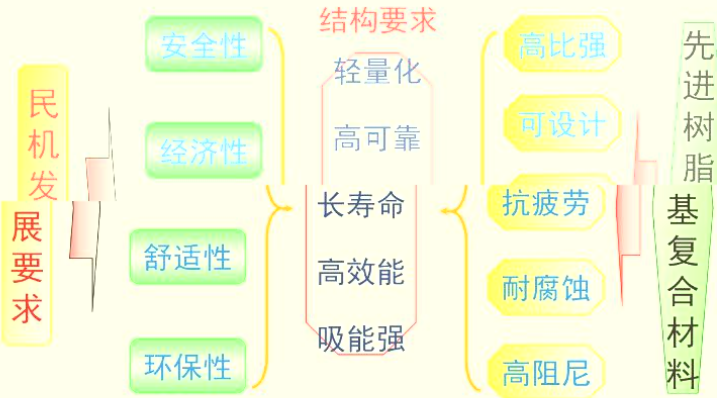 民机发展要求
安全性
经济性
舒适性
环保性
结构要求
轻量化
高可靠
长寿命
高效能
吸能强
高比强
可设计
抗疲劳
耐腐蚀
高阻尼
先进树脂基复合材料